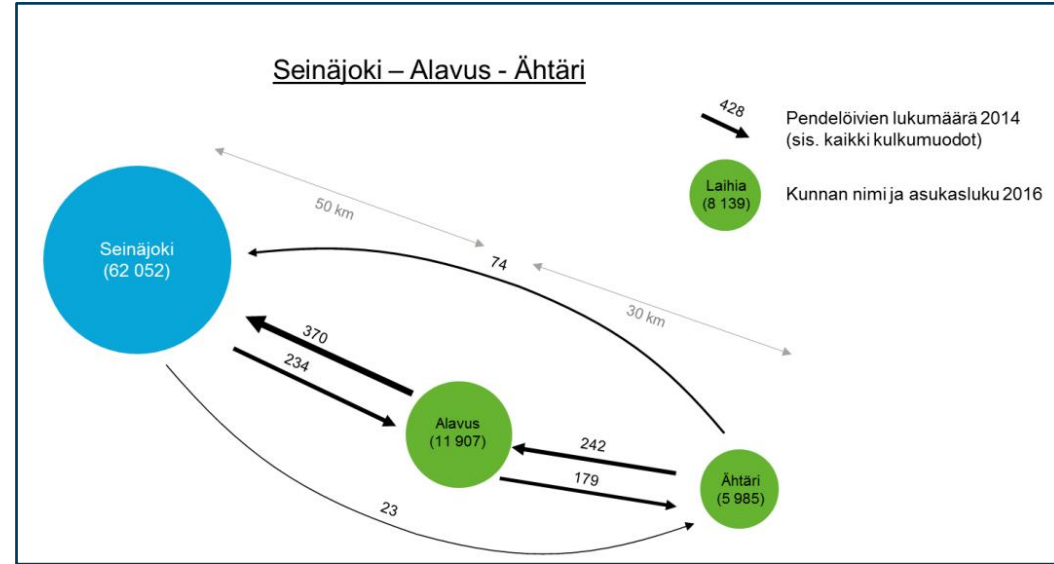 Seinäjoki – Alavus - Ähtäri
428
Pendelöivien lukumäärä 2014
(sis. kaikki kulkumuodot)
Laihia
(8 139)
Kunnan nimi ja asukasluku 2016
50 km
30 km
Seinäjoki
(62 052)
74
370
234
Alavus
(11 907)
242
179
Ähtäri
(5 985)
23